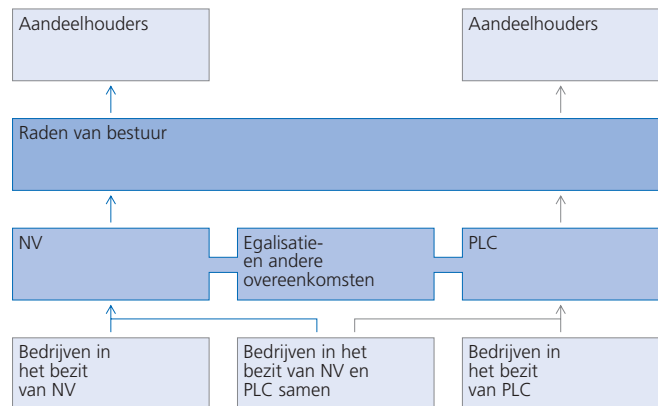 Aandeelhouders
Aandeelhouders
Raden van bestuur
NV
Egalisatie-
en andere
overeenkomsten
PLC
Bedrijven in
het bezit
van NV
Bedrijven in het
bezit van NV en
PLC samen
Bedrijven in
het bezit
van PLC